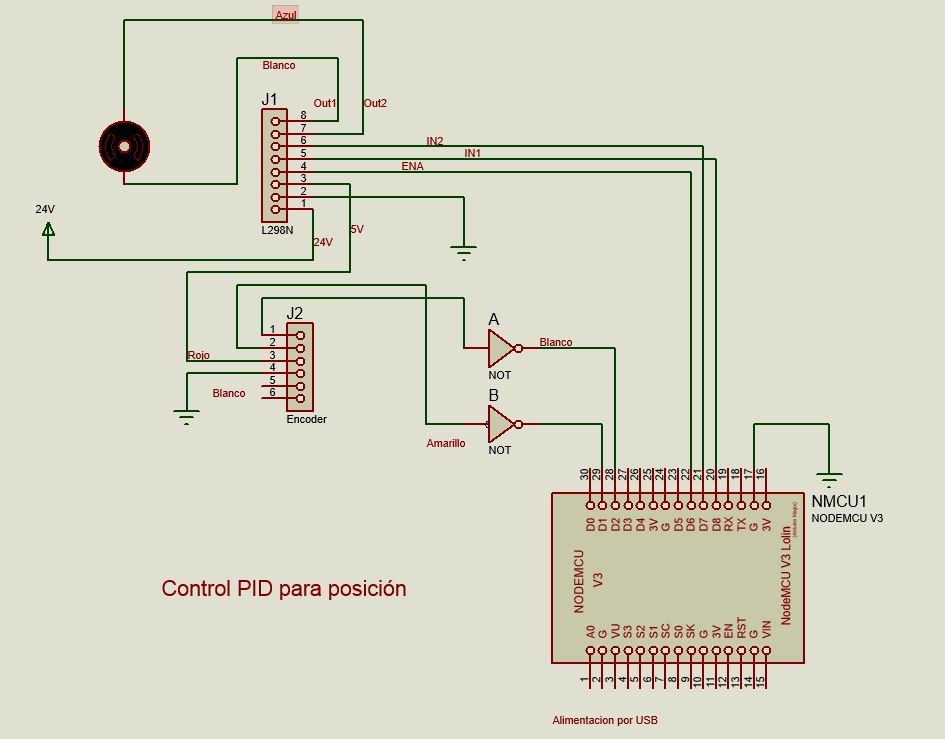 Azul
Blanco
J1
Out1
Out2
8
7
6
5
4
3
2
1
IN2
IN1
ENA
L298N
24V
24V
5V
J2
1
2
3
4
5
6
Rojo
Blanco
Encoder
A
NOT
Blanco
B
NOT
Amarillo
30 29 28 27 26 25 24 23 22 21 20 19 18 17 16
D0 D1 D2 D3 D4 3V G D5 D6 D7 D8 RX TX G 3V
NMCU1
NODEMCU V3
NODEMCU
V3
NodeMCU V3 Lolin
Control PID para posición
A0 G VU S3 S2 S1 SC S0 SK G 3V EN RST G VIN
1 2 3 4 5 6 7 8 9 10 11 12 13 14 15
Alimentacion por USB